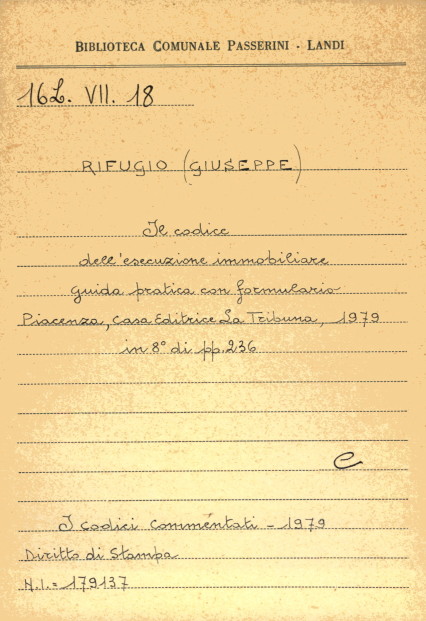 BIBLIOTECA COMUNALE PASSERINI - LANDI
16L. VII. 18
RIFUGIO (GIUSEPPE)
Il codice
dell'esecuzione immobiliare
guida pratica con formulario
Piacenza, Casa Editrice La Tribuna, 1979
in 8° di pp. 236
e
I codici Commentati - 1979
Diritto di Stampa
N.I. = 179137